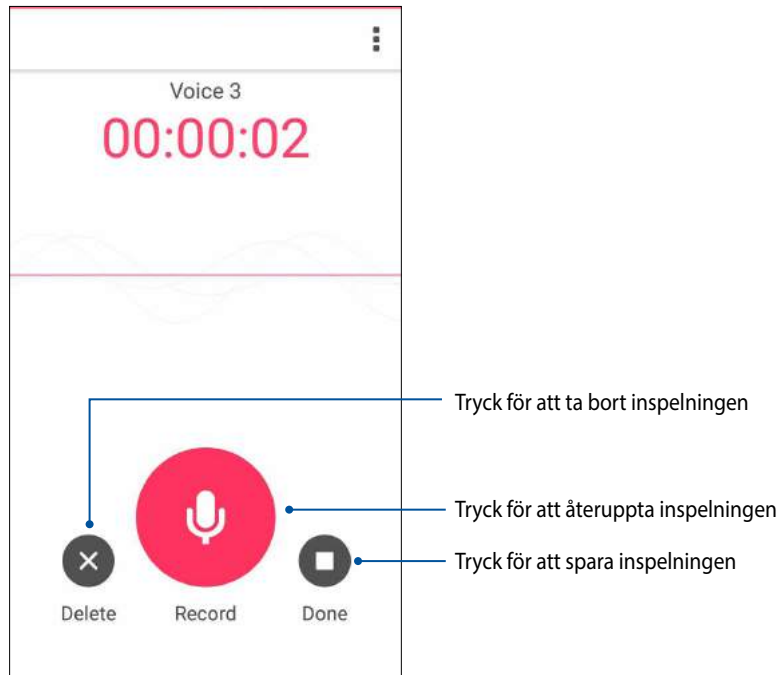 Voice 3
00:00:02
Tryck för att ta bort inspelningen
Tryck för att återuppta inspelningen
Tryck för att spara inspelningen
Delete Record Done